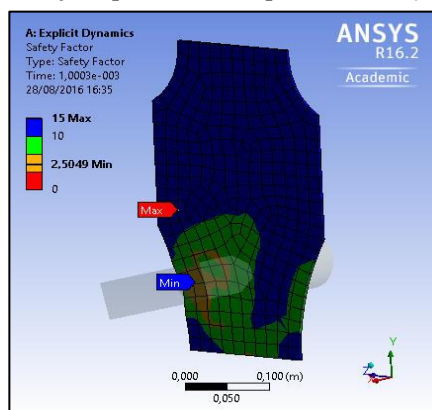 A: Explicit Dynamics
Safety Factor
Type: Safety Factor
Time: 1,0003e-003
28/08/2016 16:35
15 Max
10
2,5049 Min
0
ANSYS
R16.2
Academic
Max
Min
Y
Z
X
0,000
0,100 (m)
0,050